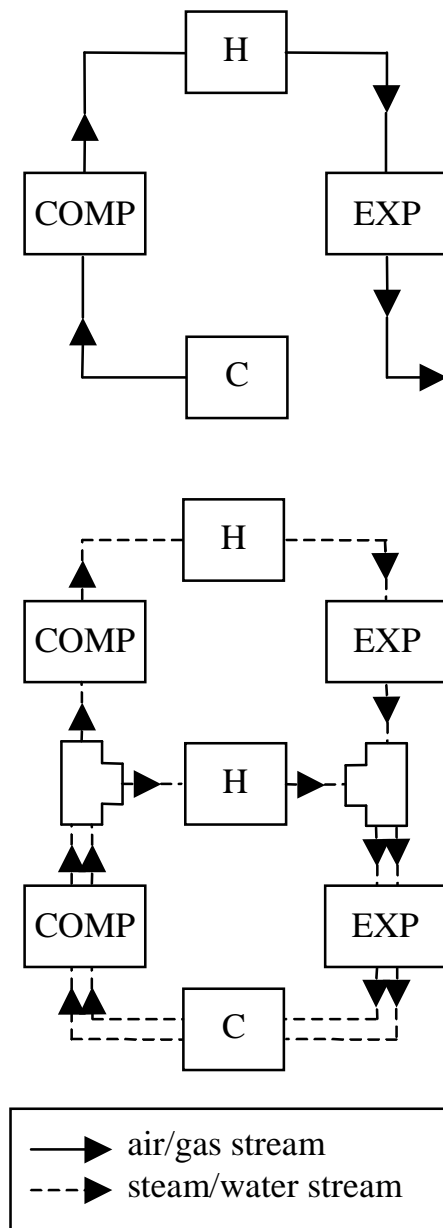 H
COMP
EXP
C
H
COMP
EXP
H
COMP
EXP
C
air/gas stream
steam/water stream